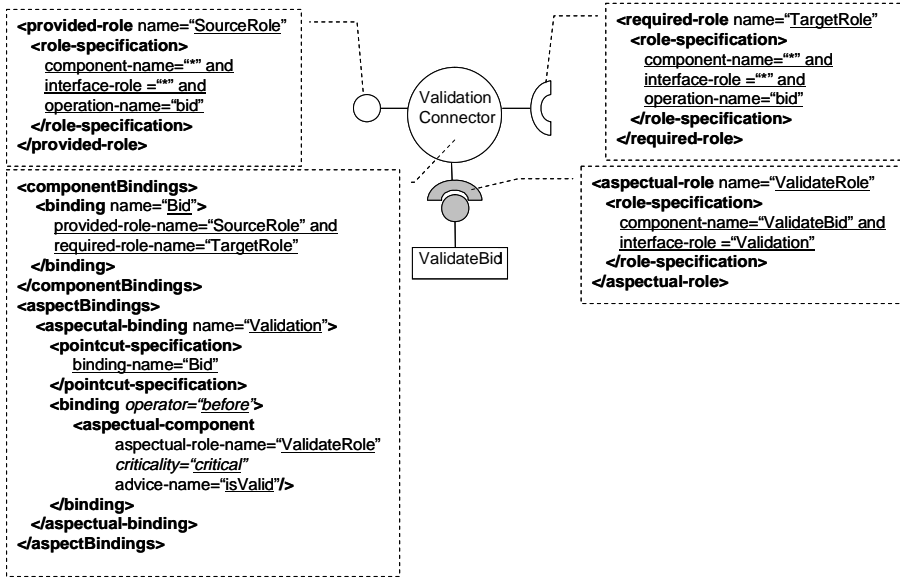 <provided-role name=“SourceRole”
<role-specification>
component-name=“*” and
interface-role =“*” and
operation-name=“bid”
</role-specification>
</provided-role>
Validation
Connector
<required-role name=“TargetRole”
<role-specification>
component-name=“*” and
interface-role =“*” and
operation-name=“bid”
</role-specification>
</required-role>
<componentBindings>
<binding name=“Bid”>
provided-role-name=“SourceRole” and
required-role-name=“TargetRole”
</binding>
</componentBindings>
<aspectBindings>
<aspecutal-binding name=“Validation”>
<pointcut-specification>
binding-name=“Bid”
</pointcut-specification>
<binding operator=“before”>
<aspectual-component
aspectual-role-name=“ValidateRole”
criticality=“critical”
advice-name=“isValid”/>
</binding>
</aspectual-binding>
</aspectBindings>
ValidateBid
<aspectual-role name=“ValidateRole”
<role-specification>
component-name=“ValidateBid” and
interface-role =“Validation”
</role-specification>
</aspectual-role>